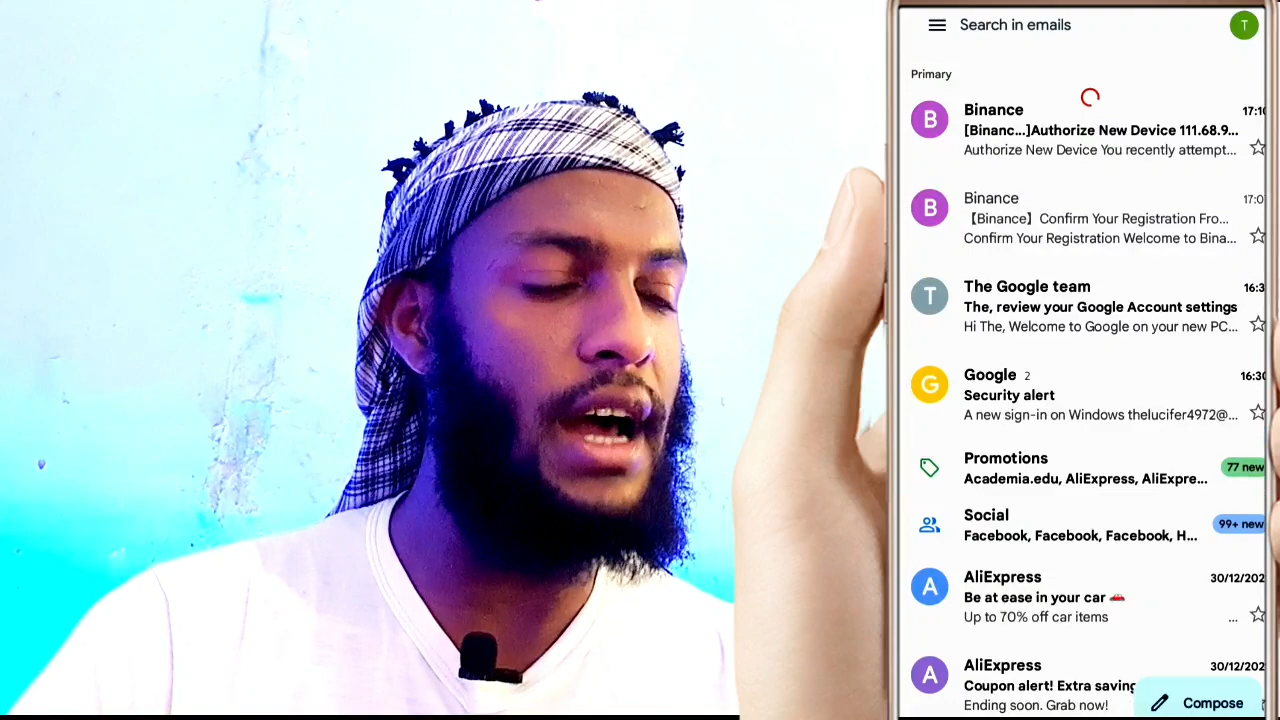 Search in emails
T
Primary
B
Binance
17:10
[Binanc...]Authorize New Device 111.68.9...
Authorize New Device You recently attempt...
B
Binance
17:0
【Binance】Confirm Your Registration Fro...
Confirm Your Registration Welcome to Bina...
T
The Google team
16:3
The, review your Google Account settings
Hi The, Welcome to Google on your new PC...
G
Google 2
16:30
Security alert
A new sign-in on Windows thelucifer4972@...
Promotions
77 new
Academia.edu, AliExpress, AliExpre...
Social
99+ new
Facebook, Facebook, Facebook, H...
A
AliExpress
30/12/202
Be at ease in your car
Up to 70% off car items ...
A
AliExpress
30/12/202
Coupon alert! Extra saving
Ending soon. Grab now!
Compose